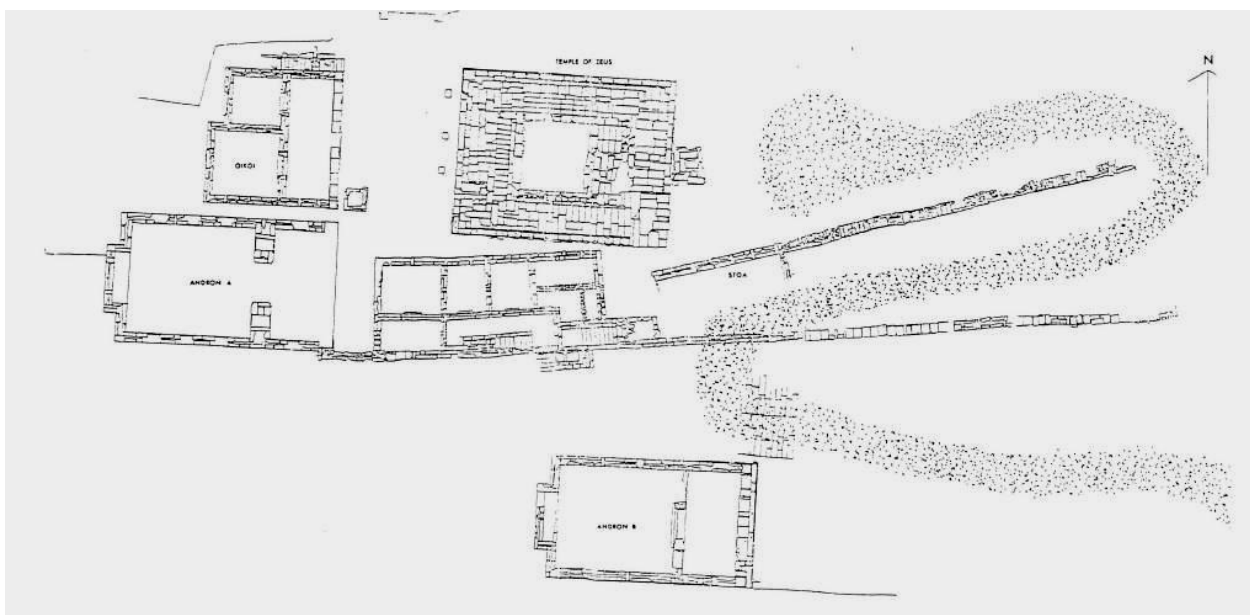 TEMPLE OF ZEUS
N
OIKOI
STOA
ANDRON A
ANDRON B